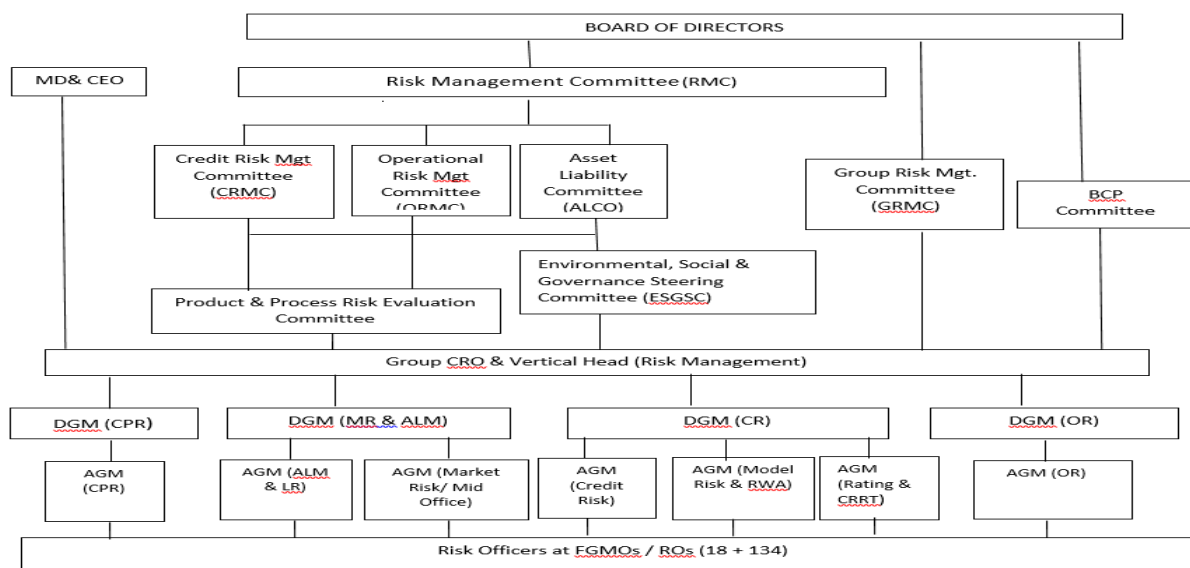 BOARD OF DIRECTORS
MD& CEO
Risk Management Committee (RMC)
Credit Risk Mgt
Committee
(CRMC)
Operational
Risk Mgt
Committee
(ORMC)
Asset
Liability
Committee
(ALCO)
Group Risk Mgt.
Committee
(GRMC)
BCP
Committee
Environmental, Social &
Governance Steering
Committee (ESGSC)
Product & Process Risk Evaluation
Committee
Group CRO & Vertical Head (Risk Management)
DGM (CPR)
DGM (MR & ALM)
DGM (CR)
DGM (OR)
AGM
(CPR)
AGM (ALM
& LR)
AGM (Market
Risk/ Mid
Office)
AGM
(Credit
Risk)
AGM (Model
Risk & RWA)
AGM
(Rating &
CRRT)
AGM (OR)
Risk Officers at FGMOs / ROs (18 + 134)